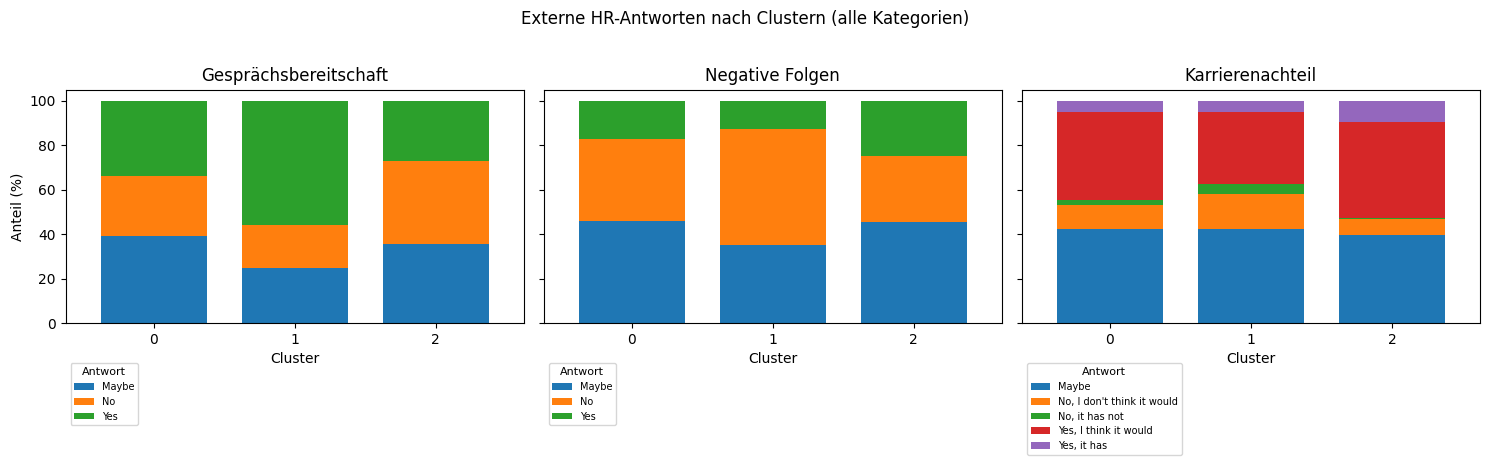 Externe HR-Antworten nach Clustern (alle Kategorien)
Gesprächsbereitschaft
Negative Folgen
Karrierenachteil
Anteil (%)
100
80
60
40
20
0
0 1 2
0 1 2
0 1 2
Cluster
Cluster
Cluster
Antwort
Maybe
No
Yes
Antwort
Maybe
No
Yes
Antwort
Maybe
No, I don't think it would
No, it has not
Yes, I think it would
Yes, it has